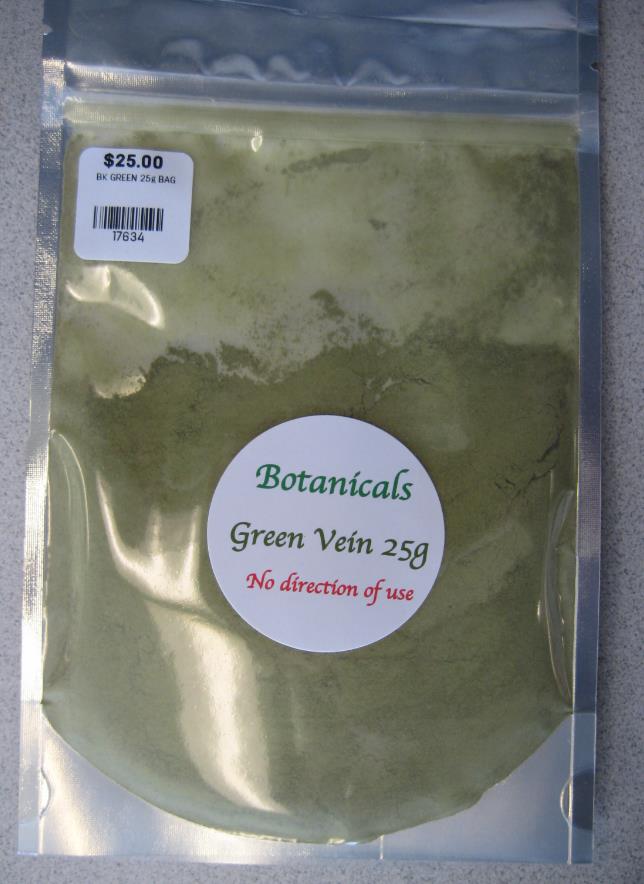 $25.00
BK GREEN 25g BAG
17634
Botanicals
Green Vein 25g
No direction of use